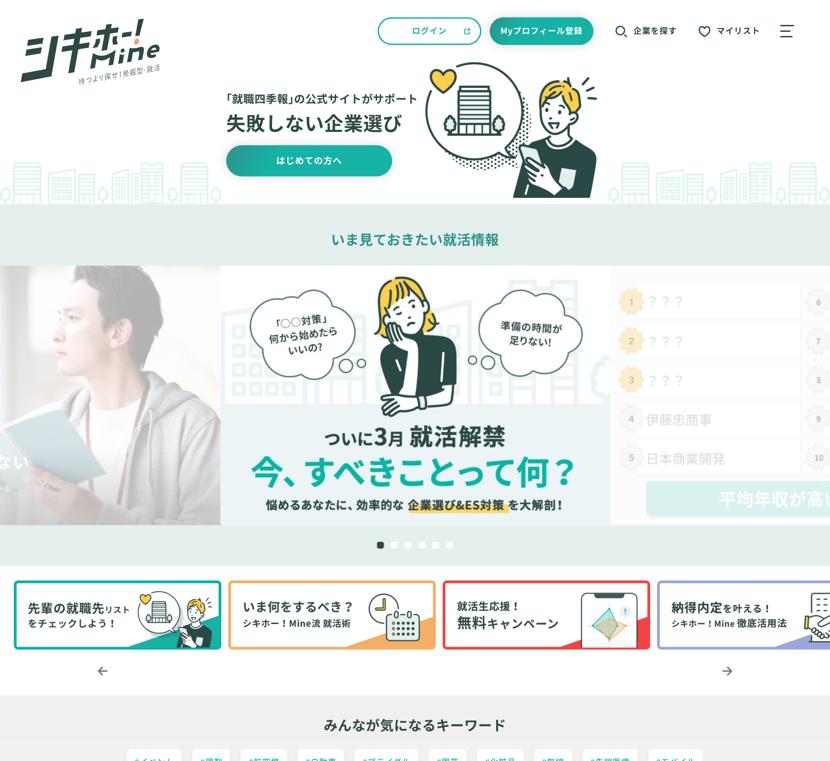 シキホー!
Mine
待つより探せ!発掘型・就活
ログイン
Myプロフィール登録
企業を探す
マイリスト
「就職四季報」の公式サイトがサポート
失敗しない企業選び
はじめての方へ
いま見ておきたい就活情報
「〇〇対策」
何から始めたら
いいの?
準備の時間が
足りない!
ついに3月 就活解禁
今、すべきことって何?
悩めるあなたに、効率的な 企業選び&ES対策 を大解剖!
ない
1 ???
2 ???
3 ???
4 伊藤忠商事
5 日本商業開発
6
7
8
9
10
平均年収が高い
先輩の就職先リスト
をチェックしよう!
いま何をするべき?
シキホー!Mine流 就活術
就活生応援!
無料キャンペーン
納得内定を叶える!
シキホー!Mine 徹底活用法
みんなが気になるキーワード